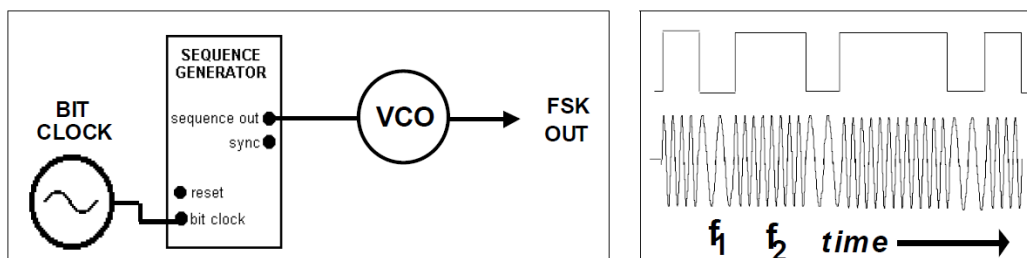 SEQUENCE
GENERATOR
BIT
CLOCK
sequence out
sync
reset
bit clock
VCO
FSK
OUT
f1
f2
time